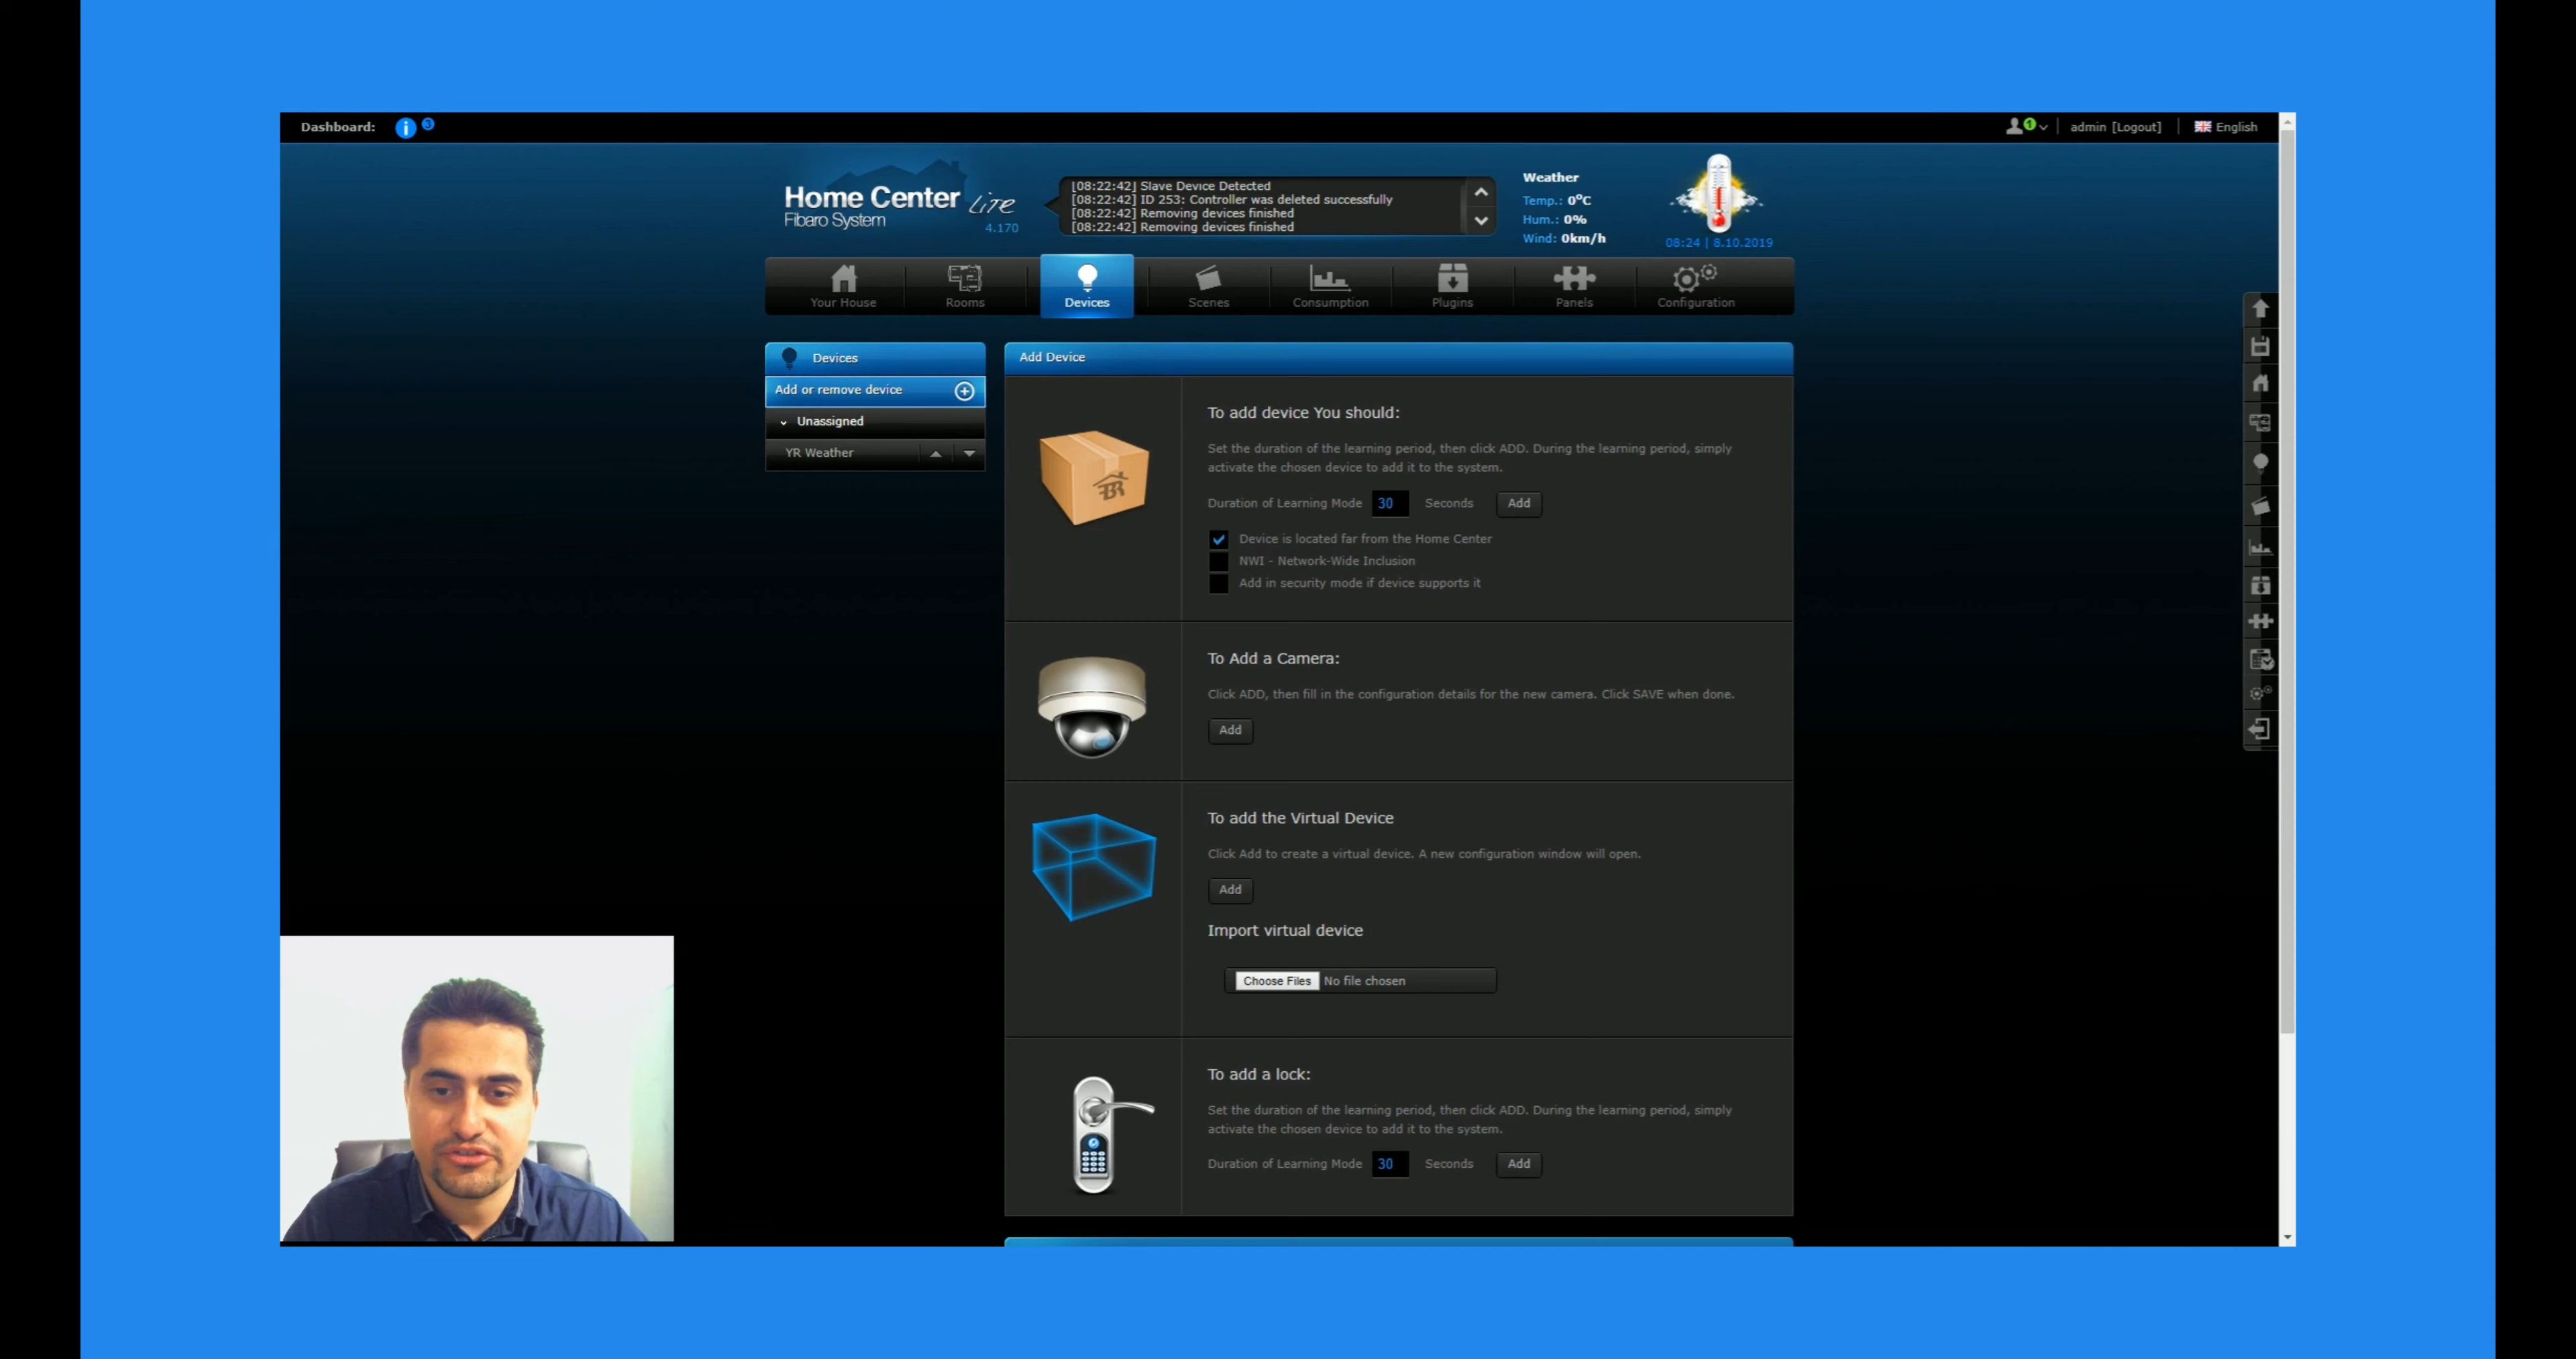 Dashboard: i 3
1 admin [Logout] English
Home Center Lite
Fibaro System
4.170
[08:22:42] Slave Device Detected
[08:22:42] ID 253: Controller was deleted successfully
[08:22:42] Removing devices finished
[08:22:42] Removing devices finished
Weather
Temp.: 0°C
Hum.: 0%
Wind: 0km/h
08:24 | 8.10.2019
Your House
Rooms
Devices
Scenes
Consumption
Plugins
Panels
Configuration
Devices
Add or remove device
Unassigned
YR Weather
Add Device
To add device You should:
Set the duration of the learning period, then click ADD. During the learning period, simply
activate the chosen device to add it to the system.
Duration of Learning Mode 30 Seconds Add
Device is located far from the Home Center
NWI - Network-Wide Inclusion
Add in security mode if device supports it
To Add a Camera:
Click ADD, then fill in the configuration details for the new camera. Click SAVE when done.
Add
To add the Virtual Device
Click Add to create a virtual device. A new configuration window will open.
Add
Import virtual device
Choose Files No file chosen
To add a lock:
Set the duration of the learning period, then click ADD. During the learning period, simply
activate the chosen device to add it to the system.
Duration of Learning Mode 30 Seconds Add